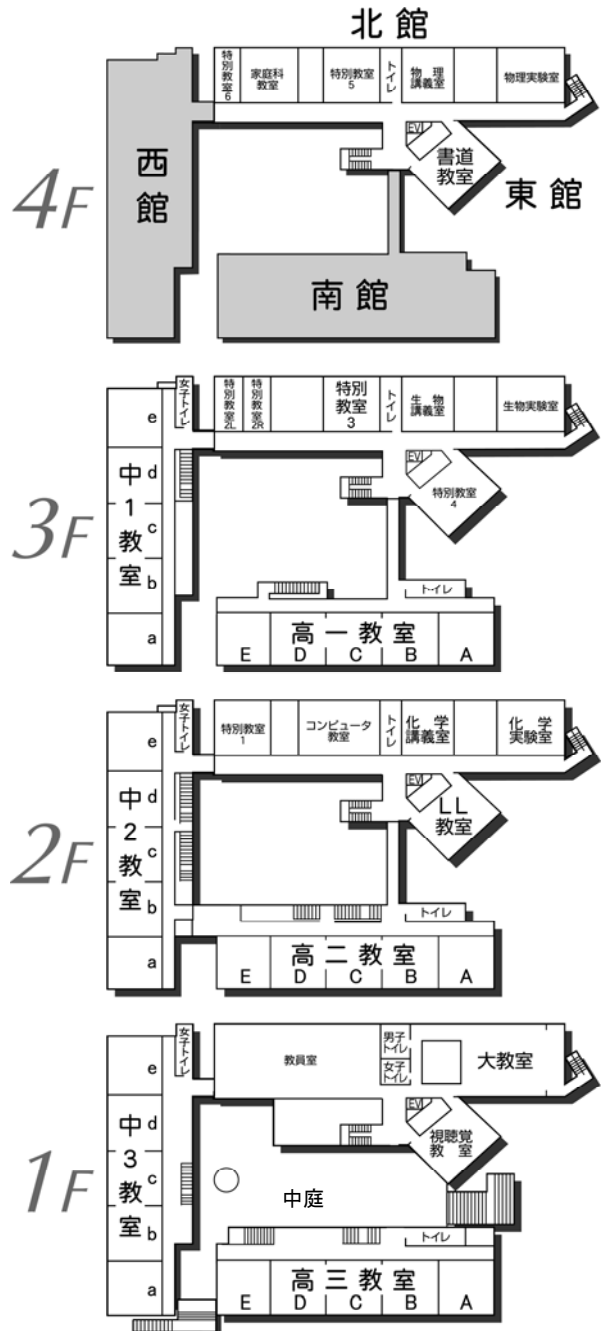 北館
特別教室6
家庭科
教室
特別教室
5
トイレ
物理
講義室
物理実験室
EV
書道
教室
東館
西館
4F
南館
女子トイレ
特別教室2L
特別教室2R
特別
教室
3
トイレ
生物
講義室
生物実験室
e
d
中1教室
c
b
a
3F
EV
特別教室
4
トイレ
高一教室
E
D
C
B
A
女子トイレ
特別教室
1
コンピュータ
教室
トイレ
化学
講義室
化学
実験室
e
d
中2教室
c
b
a
2F
EV
LL
教室
トイレ
高二教室
E
D
C
B
A
女子トイレ
教員室
男子
トイレ
女子
トイレ
大教室
e
d
中3教室
c
b
a
1F
EV
視聴覚
教室
中庭
トイレ
高三教室
E
D
C
B
A